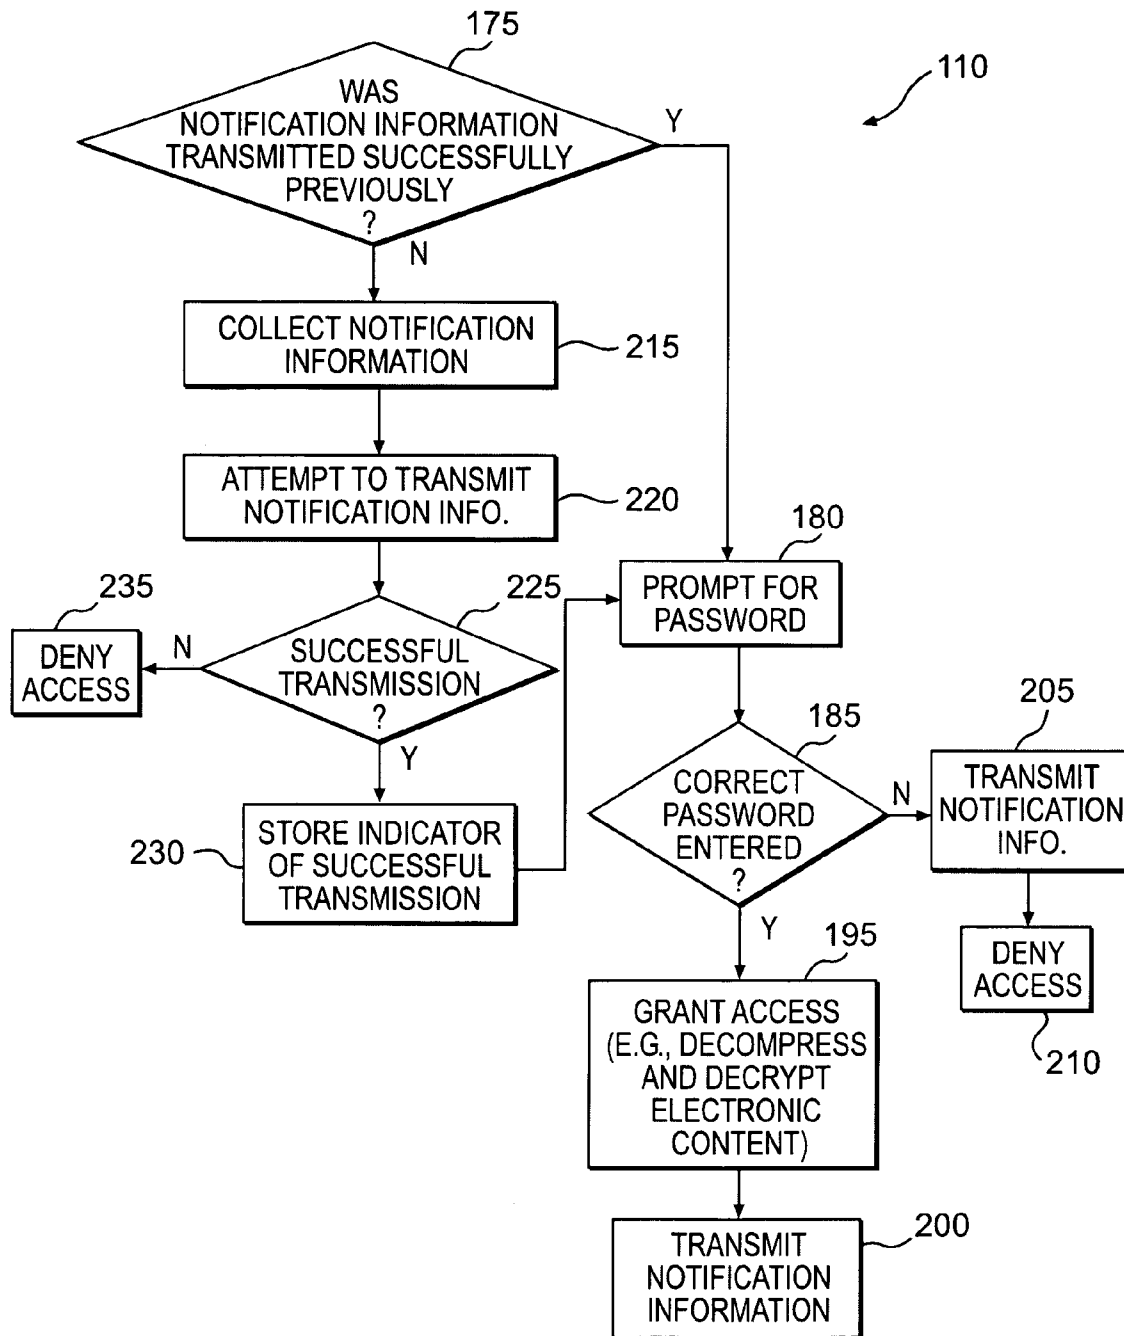 175
110
WAS
NOTIFICATION INFORMATION
TRANSMITTED SUCCESSFULLY
PREVIOUSLY
?
Y
N
COLLECT NOTIFICATION
INFORMATION
215
ATTEMPT TO TRANSMIT
NOTIFICATION INFO.
220
180
PROMPT FOR
PASSWORD
235
DENY
ACCESS
N
225
SUCCESSFUL
TRANSMISSION
?
Y
230
STORE INDICATOR
OF SUCCESSFUL
TRANSMISSION
185
CORRECT
PASSWORD
ENTERED
?
N
Y
205
TRANSMIT
NOTIFICATION
INFO.
DENY
ACCESS
210
195
GRANT ACCESS
(E.G., DECOMPRESS
AND DECRYPT
ELECTRONIC
CONTENT)
200
TRANSMIT
NOTIFICATION
INFORMATION